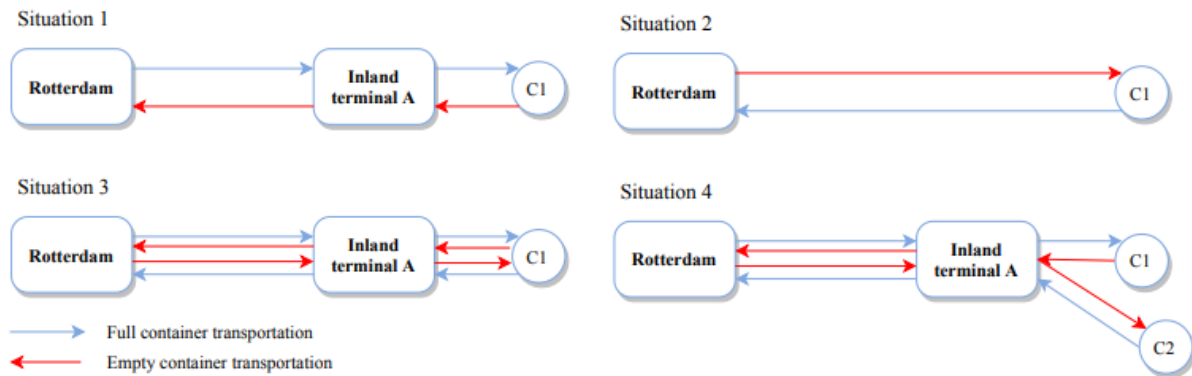 Situation 1
Rotterdam
Inland
terminal A
C1
Situation 2
Rotterdam
C1
Situation 3
Rotterdam
Inland
terminal A
C1
Situation 4
Rotterdam
Inland
terminal A
C1
C2
Full container transportation
Empty container transportation